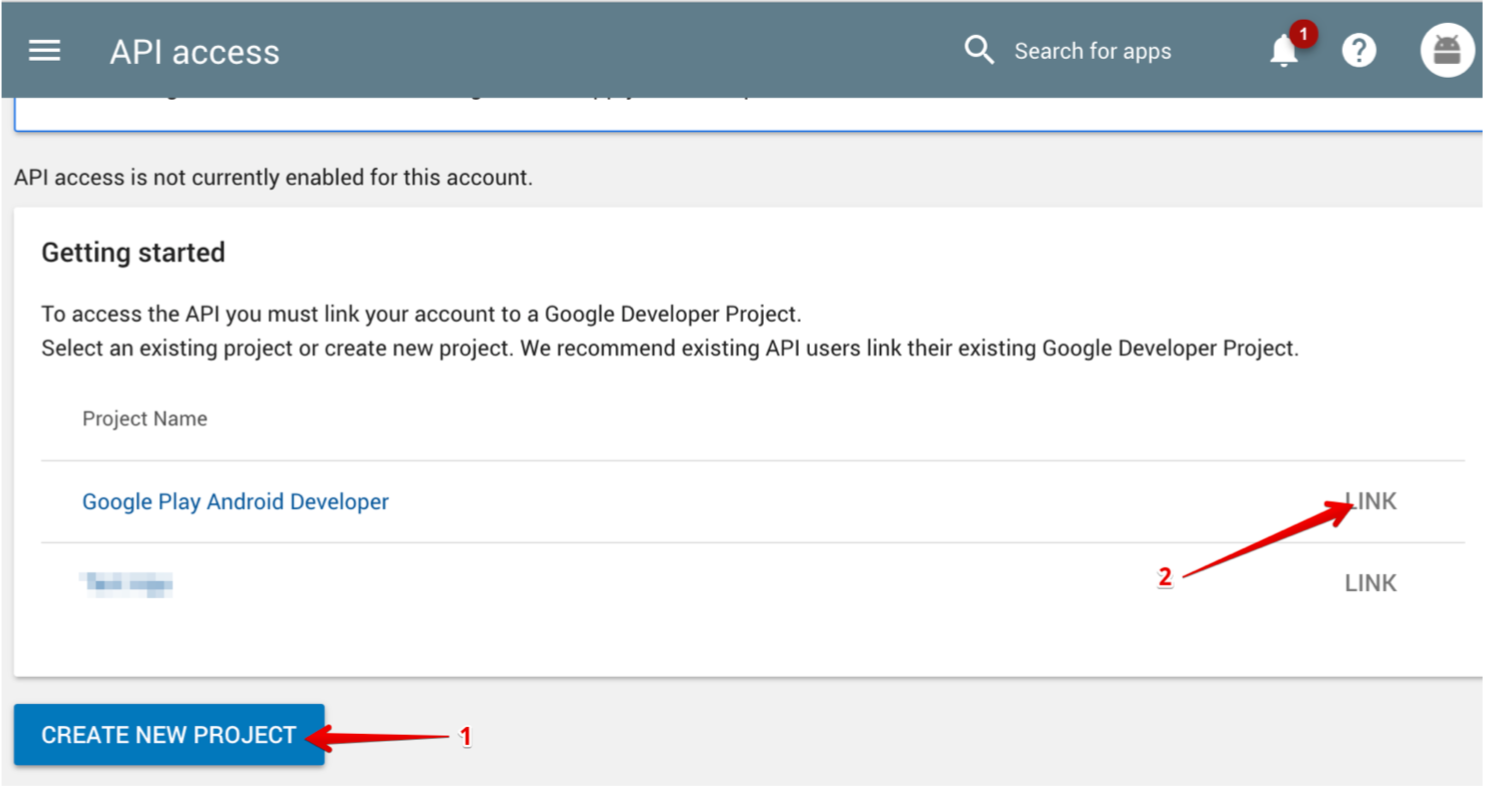 API access
Search for apps
1
?
API access is not currently enabled for this account.
Getting started
To access the API you must link your account to a Google Developer Project.
Select an existing project or create new project. We recommend existing API users link their existing Google Developer Project.
Project Name
Google Play Android Developer
LINK
2
LINK
CREATE NEW PROJECT
1